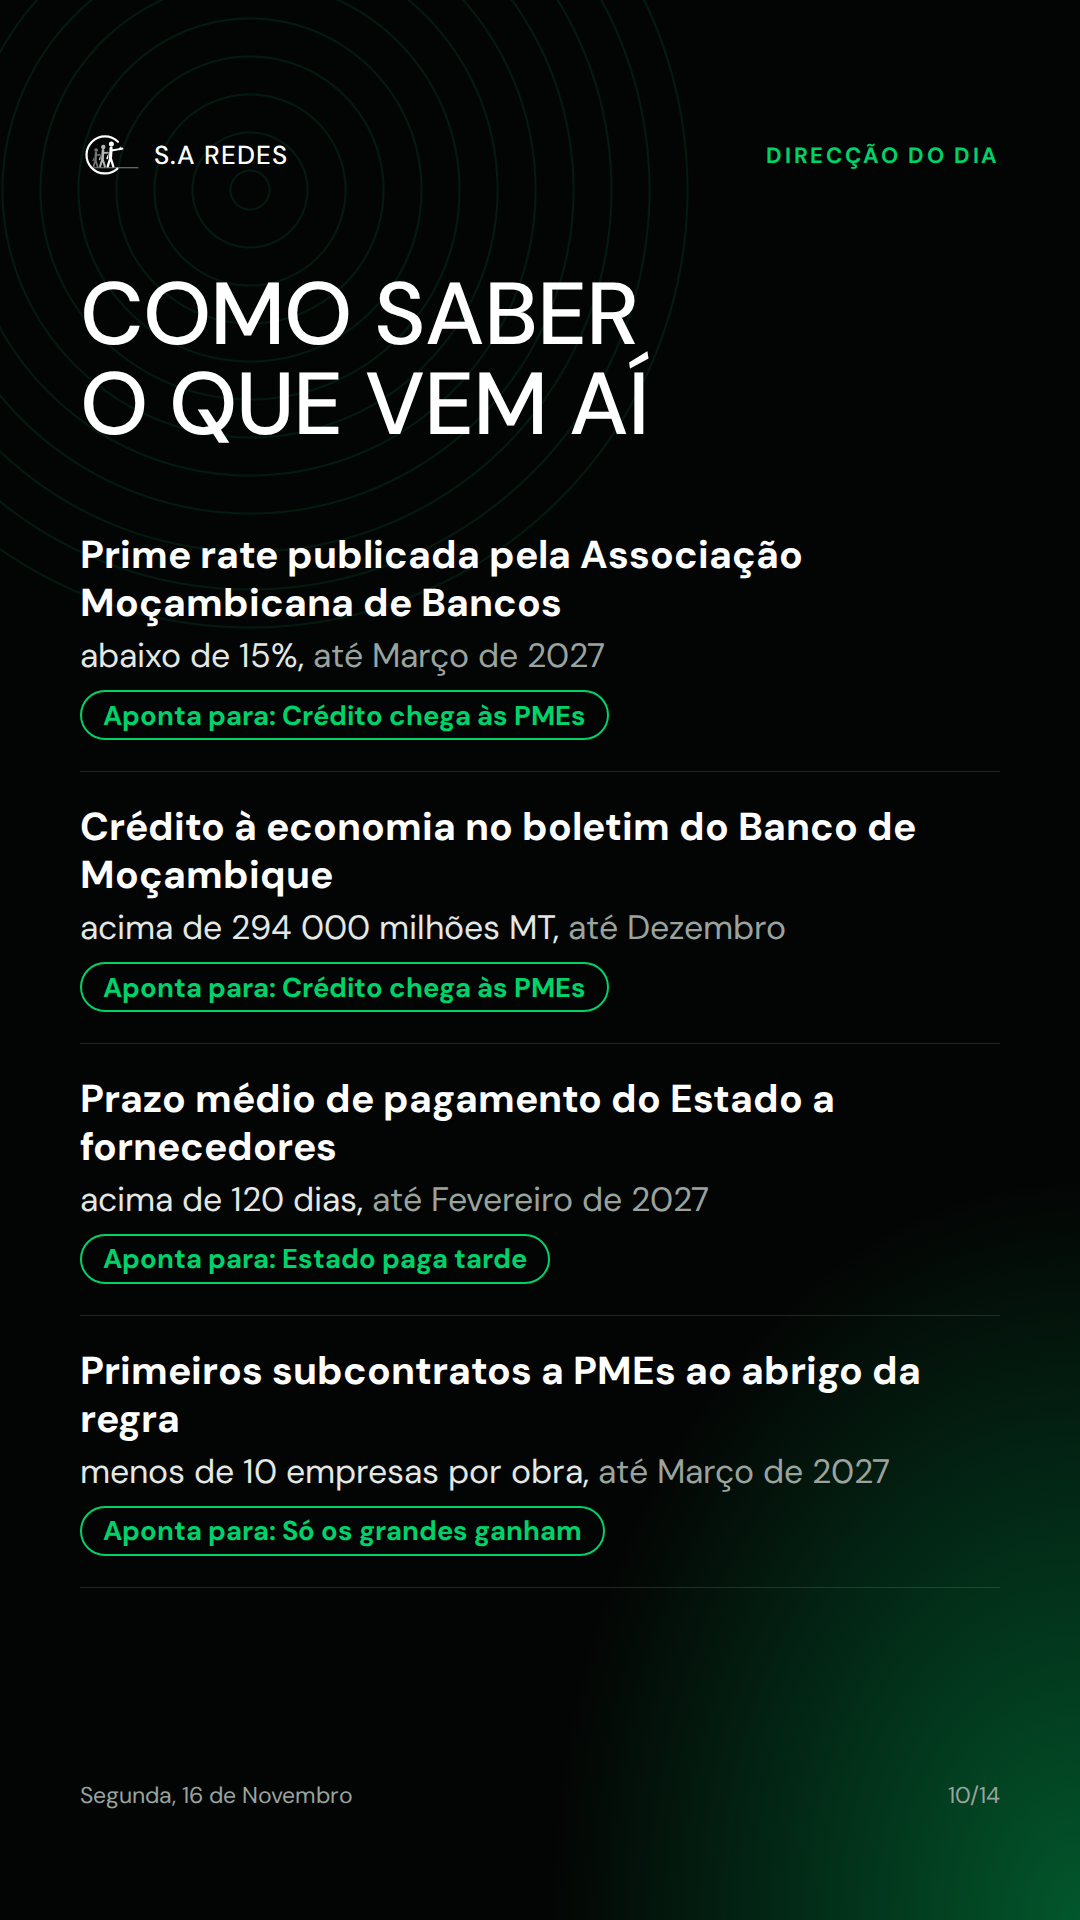 S.A REDES
DIRECÇÃO DO DIA
COMO SABER
O QUE VEM AÍ
Prime rate publicada pela Associação
Moçambicana de Bancos
abaixo de 15%, até Março de 2027
Aponta para: Crédito chega às PMEs
Crédito à economia no boletim do Banco de
Moçambique
acima de 294 000 milhões MT, até Dezembro
Aponta para: Crédito chega às PMEs
Prazo médio de pagamento do Estado a
fornecedores
acima de 120 dias, até Fevereiro de 2027
Aponta para: Estado paga tarde
Primeiros subcontratos a PMEs ao abrigo da
regra
menos de 10 empresas por obra, até Março de 2027
Aponta para: Só os grandes ganham
Segunda, 16 de Novembro
10/14